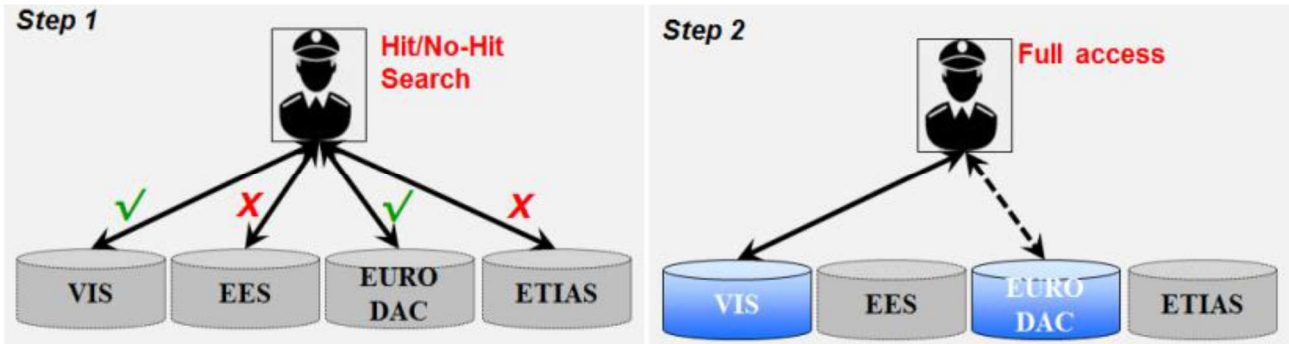 Step 1
Hit/No-Hit
Search
√
X
√
X
VIS
EES
EURO
DAC
ETIAS
Step 2
Full access
VIS
EES
EURO
DAC
ETIAS